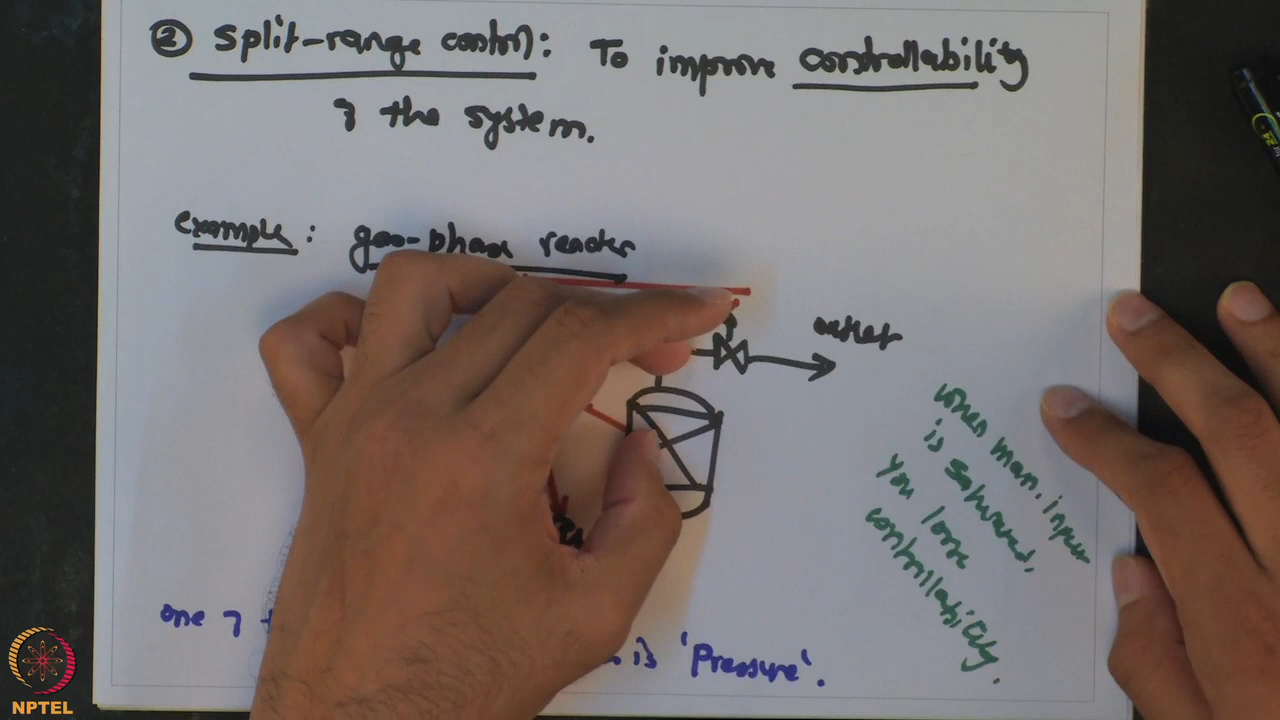 ② Split-range control: To improve controllability
of the system.
example: gas-phase reactor
outlet
when man. input
is saturated,
you lose
controllability.
one of
is 'Pressure'.
NPTEL